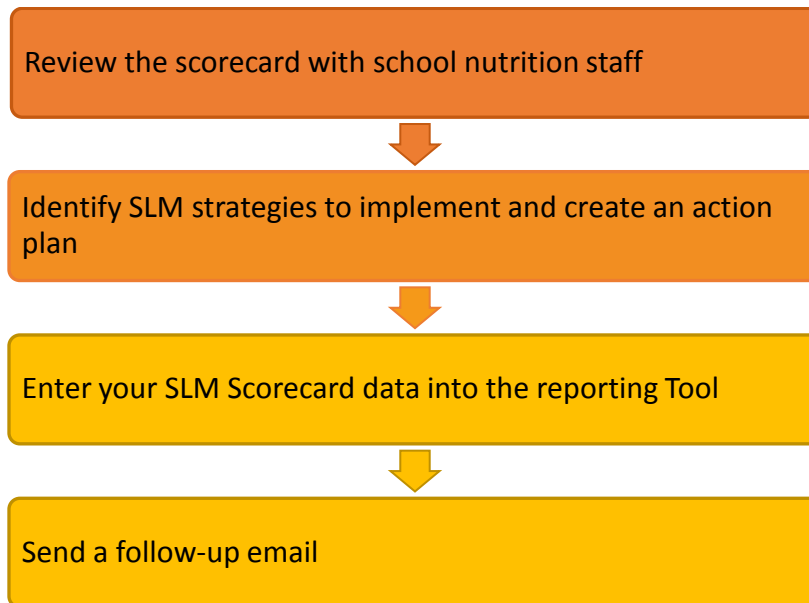 Review the scorecard with school nutrition staff
Identify SLM strategies to implement and create an action
plan
Enter your SLM Scorecard data into the reporting Tool
Send a follow-up email